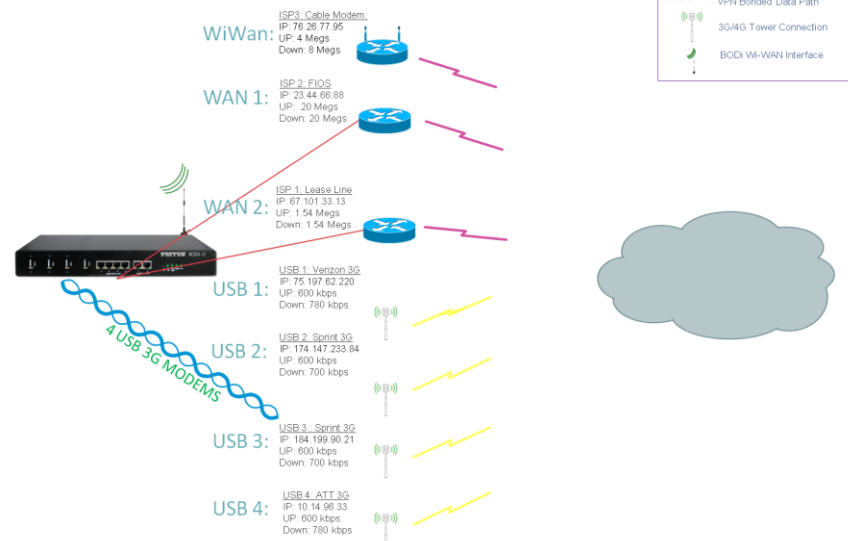 VPN Bonded Data Path
3G/4G Tower Connection
BODi Wi-WAN Interface
WiWan:
ISP3: Cable Modem:
IP: 76.26.77.95
UP: 4 Megs
Down: 8 Megs
WAN 1:
ISP 2: FIOS
IP: 23.44.66.88
UP: 20 Megs
Down: 20 Megs
WAN 2:
ISP 1: Lease Line
IP: 67.101.33.13
UP: 1.54 Megs
Down: 1.54 Megs
PATTON BODi rS
USB 1:
USB 1: Verizon 3G
IP: 75.197.62.220
UP: 600 kbps
Down: 780 kbps
4 USB 3G MODEMS
USB 2:
USB 2: Sprint 3G
IP: 174.147.233.84
UP: 600 kbps
Down: 700 kbps
USB 3:
USB 3 : Sprint 3G
IP: 184.199.90.21
UP: 600 kbps
Down: 700 kbps
USB 4:
USB 4: ATT 3G
IP: 10.14.96.33
UP: 600 kbps
Down: 780 kbps